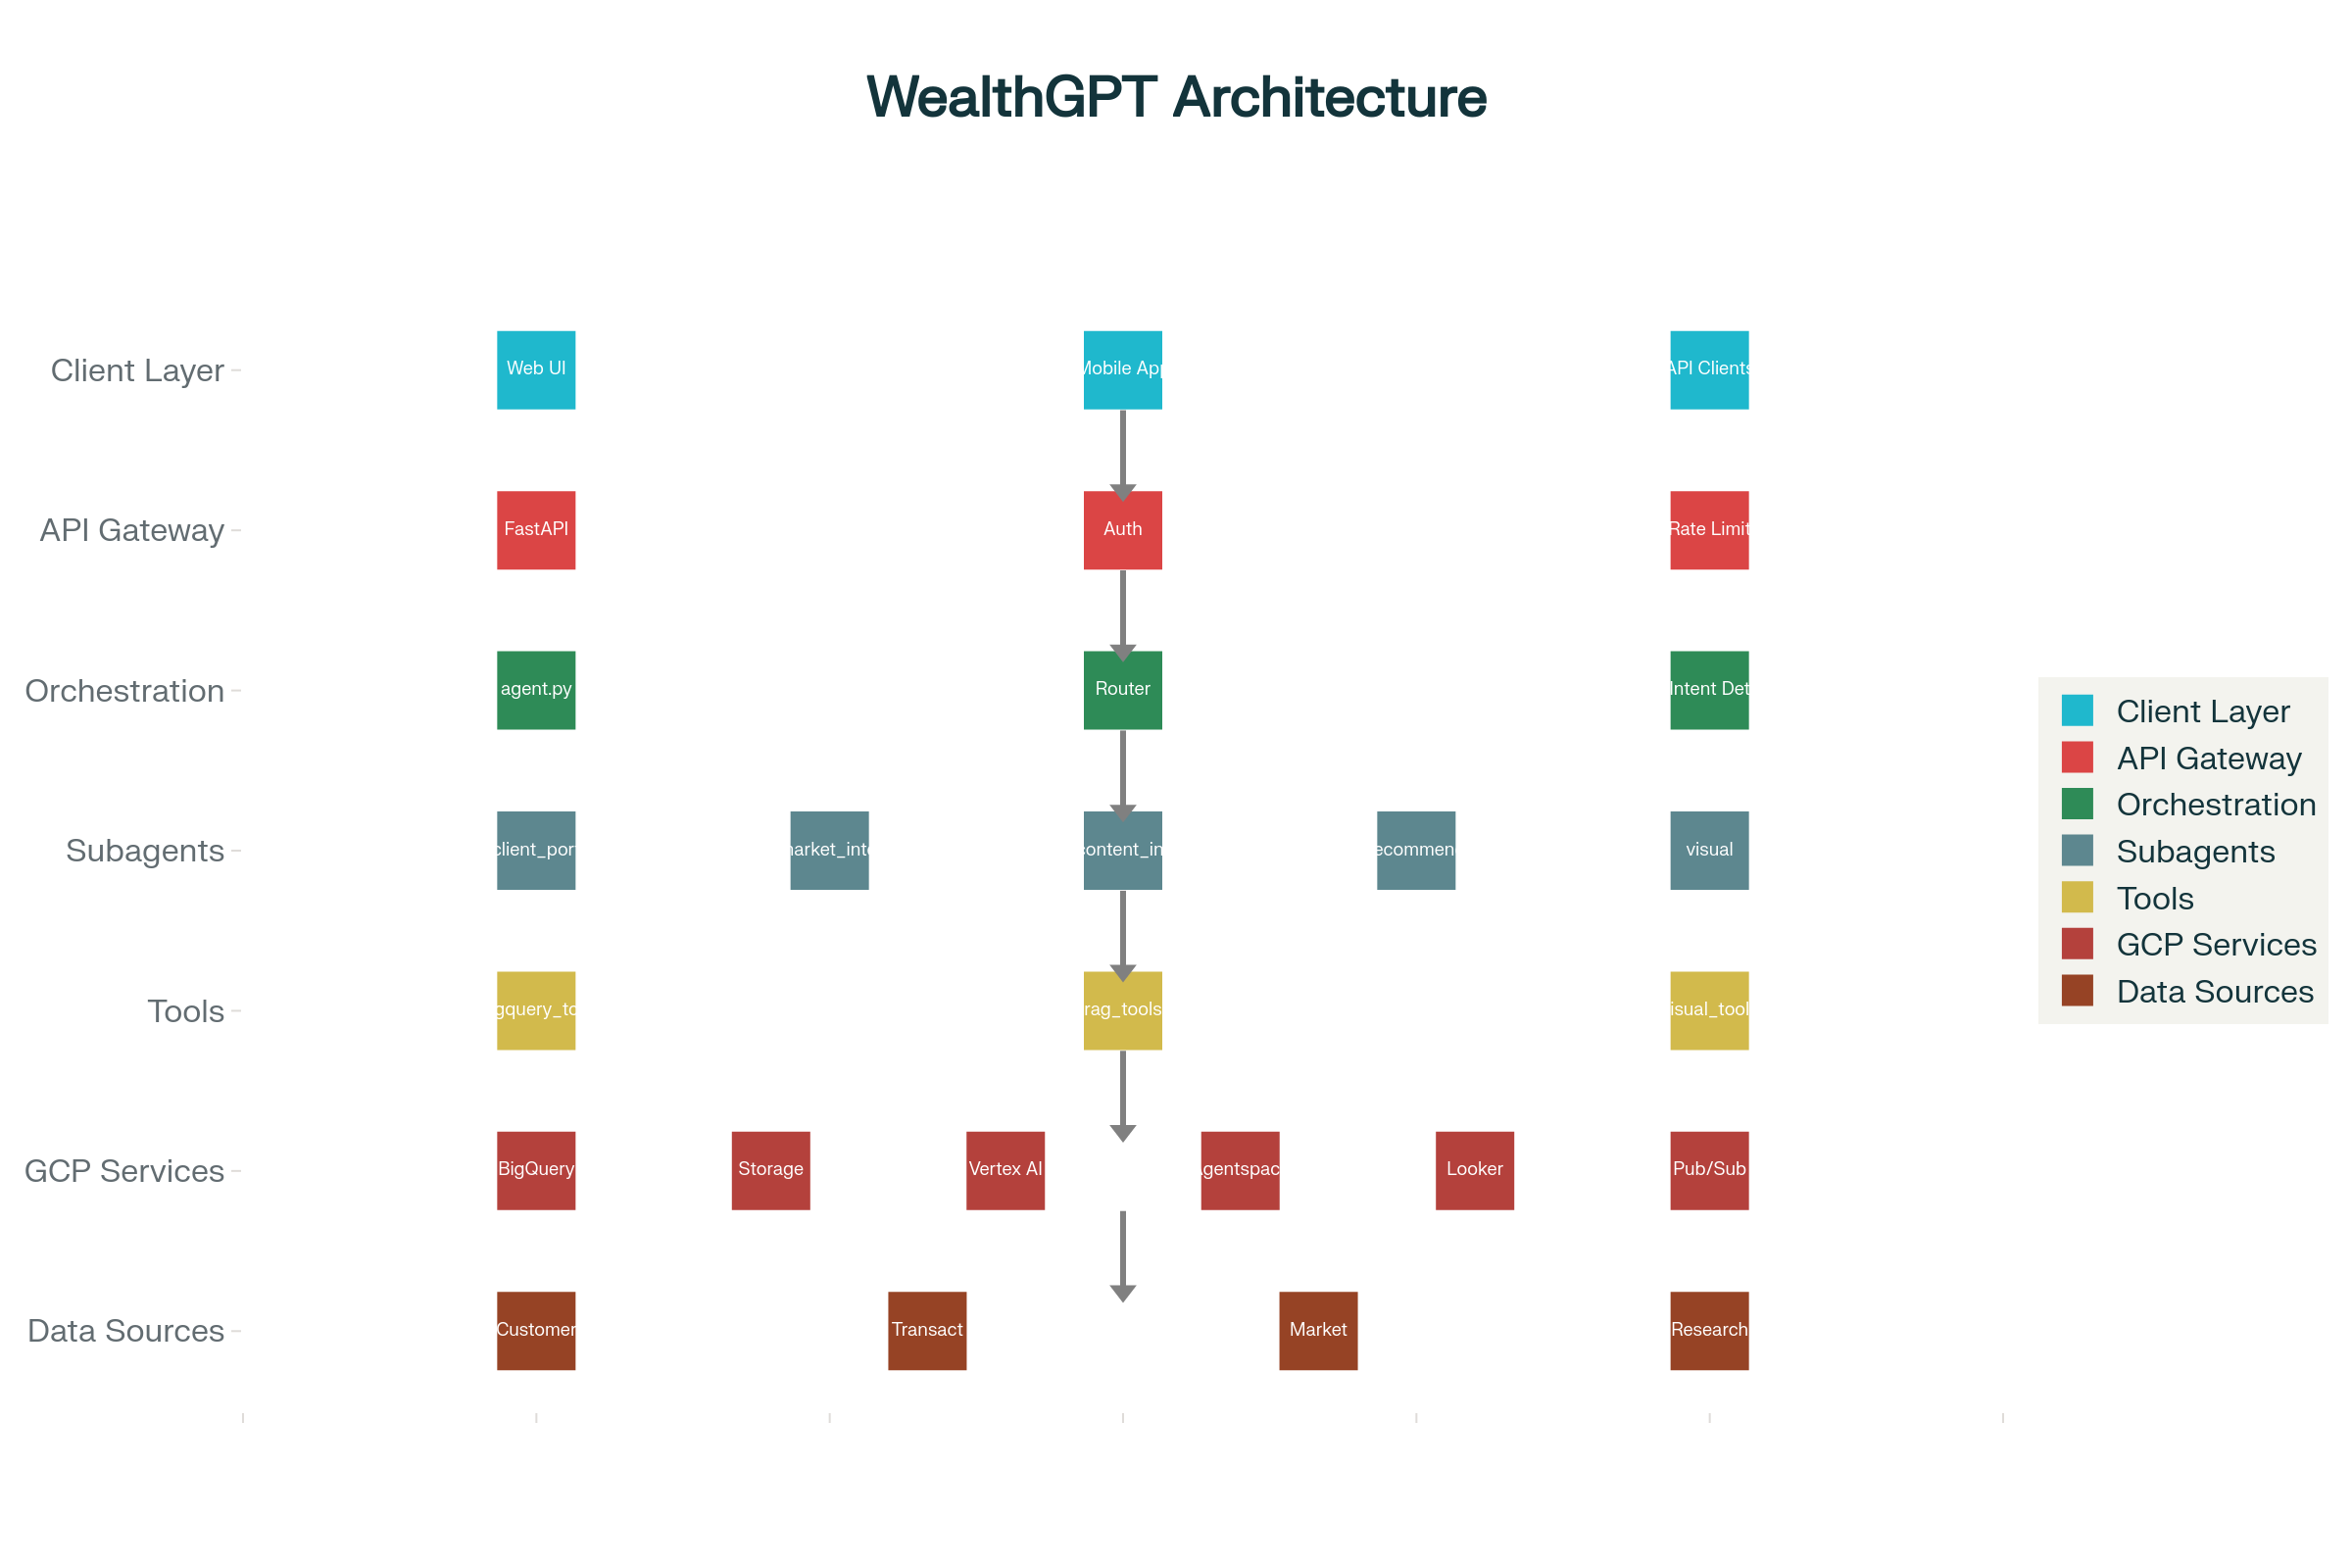 WealthGPT Architecture
Client Layer
Web UI
Mobile App
API Clients
API Gateway
FastAPI
Auth
Rate Limit
Orchestration
agent.py
Router
Intent Det
Subagents
client_por
market_inte
content_in
ecommen
visual
Tools
gquery_to
rag_tools
isual_tool
GCP Services
BigQuery
Storage
Vertex AI
Agentspac
Looker
Pub/Sub
Data Sources
Customer
Transact
Market
Research
Client Layer
API Gateway
Orchestration
Subagents
Tools
GCP Services
Data Sources